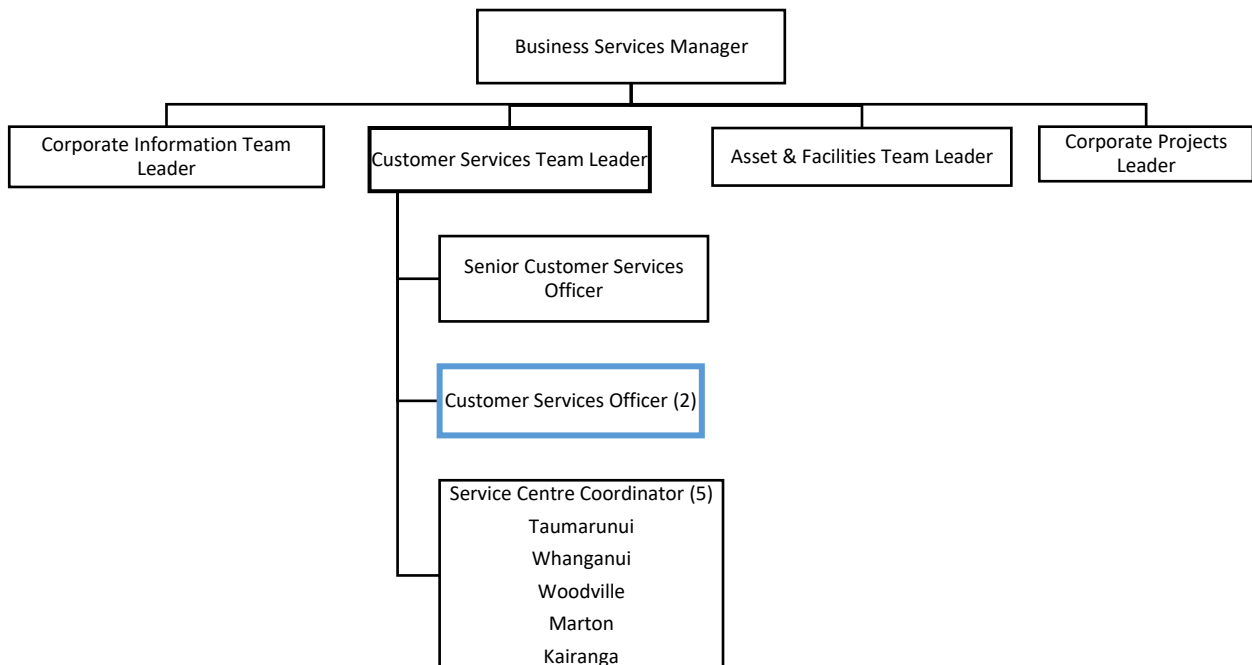 Business Services Manager
Corporate Information Team
Leader
Customer Services Team Leader
Asset & Facilities Team Leader
Corporate Projects
Leader
Senior Customer Services
Officer
Customer Services Officer (2)
Service Centre Coordinator (5)
Taumarunui
Whanganui
Woodville
Marton
Kairanga